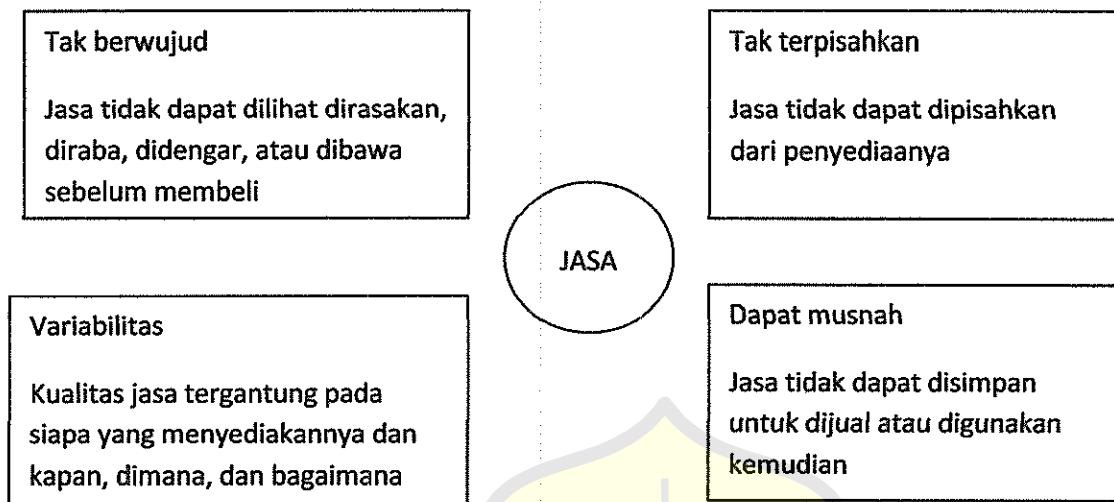 Tak berwujud
Jasa tidak dapat dilihat dirasakan,
diraba, didengar, atau dibawa
sebelum membeli
Tak terpisahkan
Jasa tidak dapat dipisahkan
dari penyediaanya
JASA
Variabilitas
Kualitas jasa tergantung pada
siapa yang menyediakannya dan
kapan, dimana, dan bagaimana
Dapat musnah
Jasa tidak dapat disimpan
untuk dijual atau digunakan
kemudian